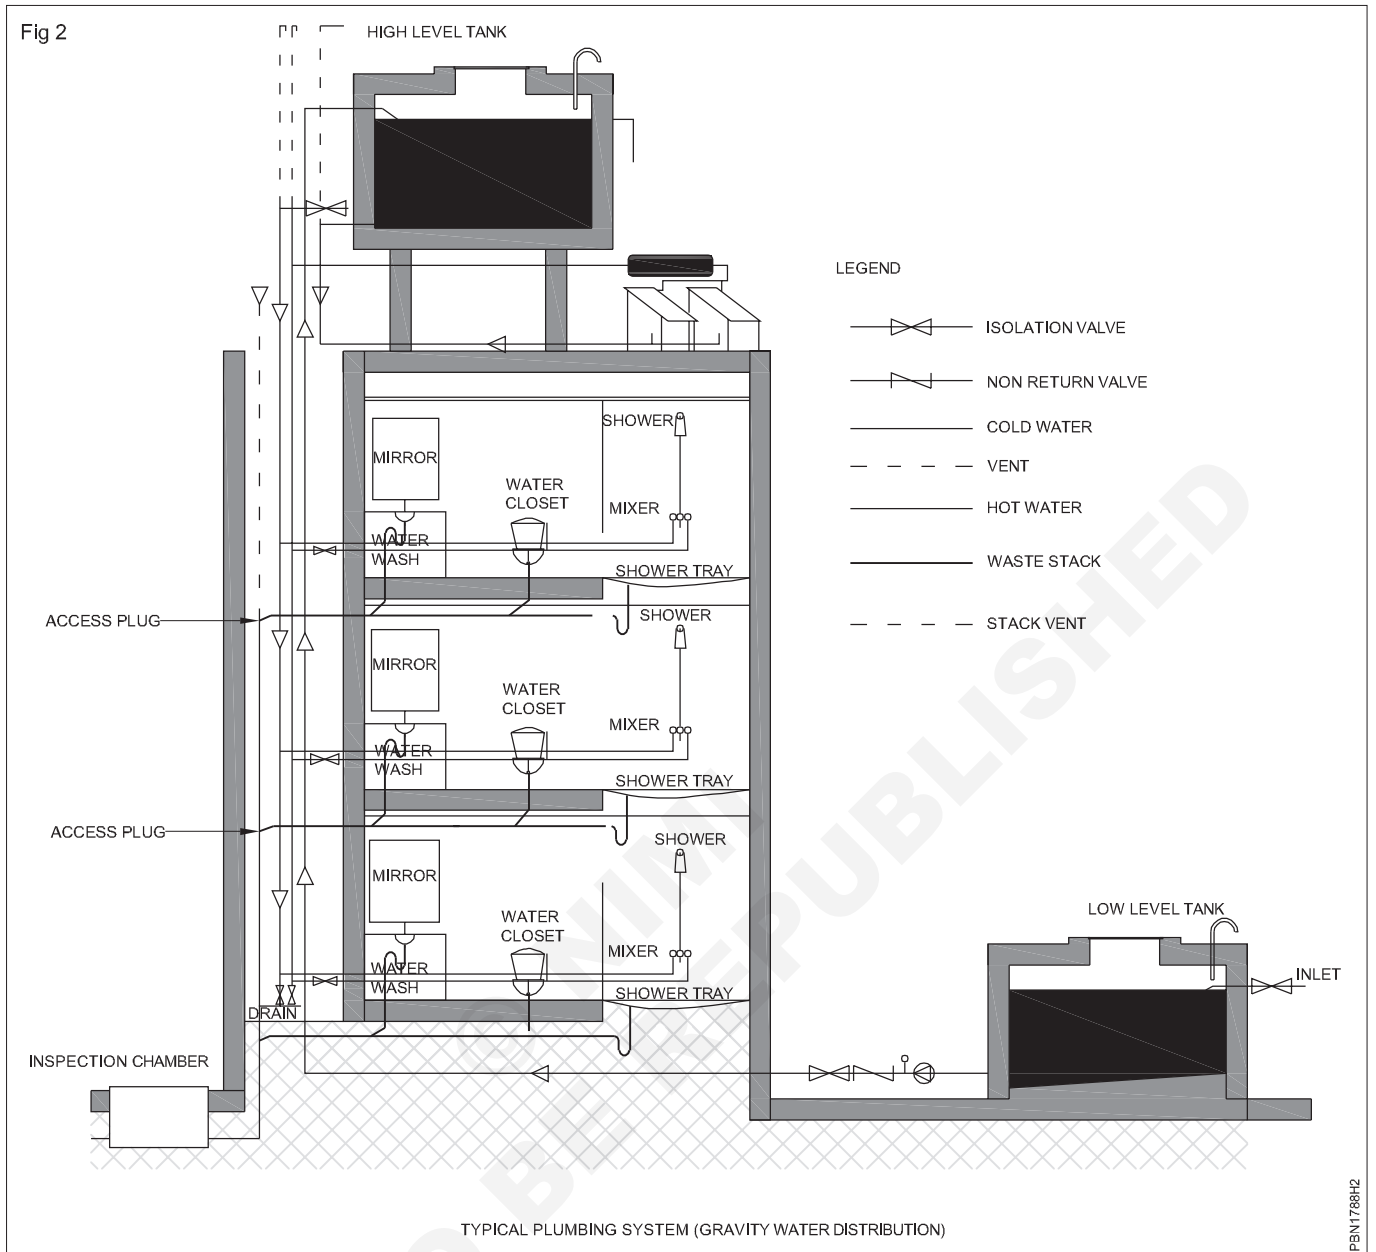 Fig 2
HIGH LEVEL TANK
LEGEND
ISOLATION VALVE
NON RETURN VALVE
COLD WATER
VENT
HOT WATER
WASTE STACK
STACK VENT
SHOWER
MIRROR
WATER
CLOSET
MIXER
WATER
WASH
SHOWER TRAY
ACCESS PLUG
SHOWER
MIRROR
WATER
CLOSET
MIXER
WATER
WASH
SHOWER TRAY
ACCESS PLUG
SHOWER
MIRROR
WATER
CLOSET
MIXER
WATER
WASH
SHOWER TRAY
DRAIN
INSPECTION CHAMBER
LOW LEVEL TANK
INLET
TYPICAL PLUMBING SYSTEM (GRAVITY WATER DISTRIBUTION)
PBN1788H2
© NIMI
BE REPUBLISHED